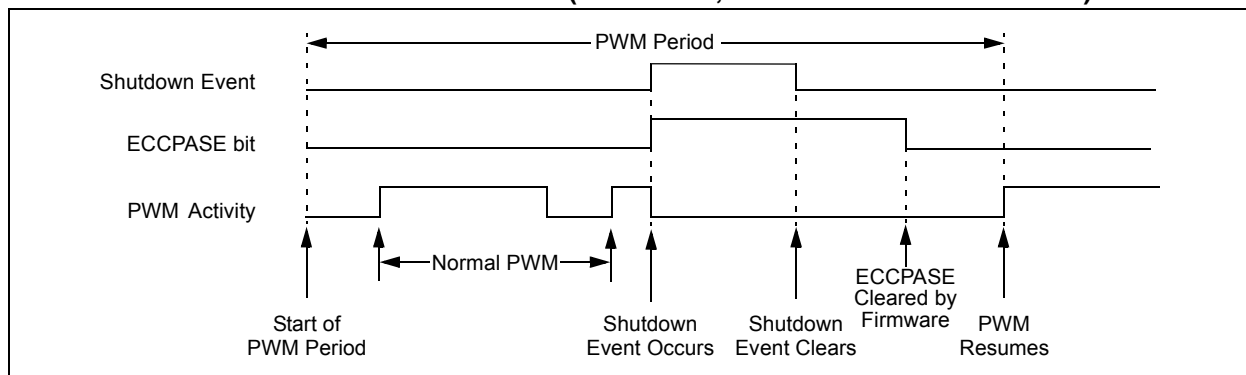 PWM Period
Shutdown Event
ECCPASE bit
PWM Activity
Normal PWM
Start of
PWM Period
Shutdown
Event Occurs
Shutdown
Event Clears
ECCPASE
Cleared by
Firmware
PWM
Resumes